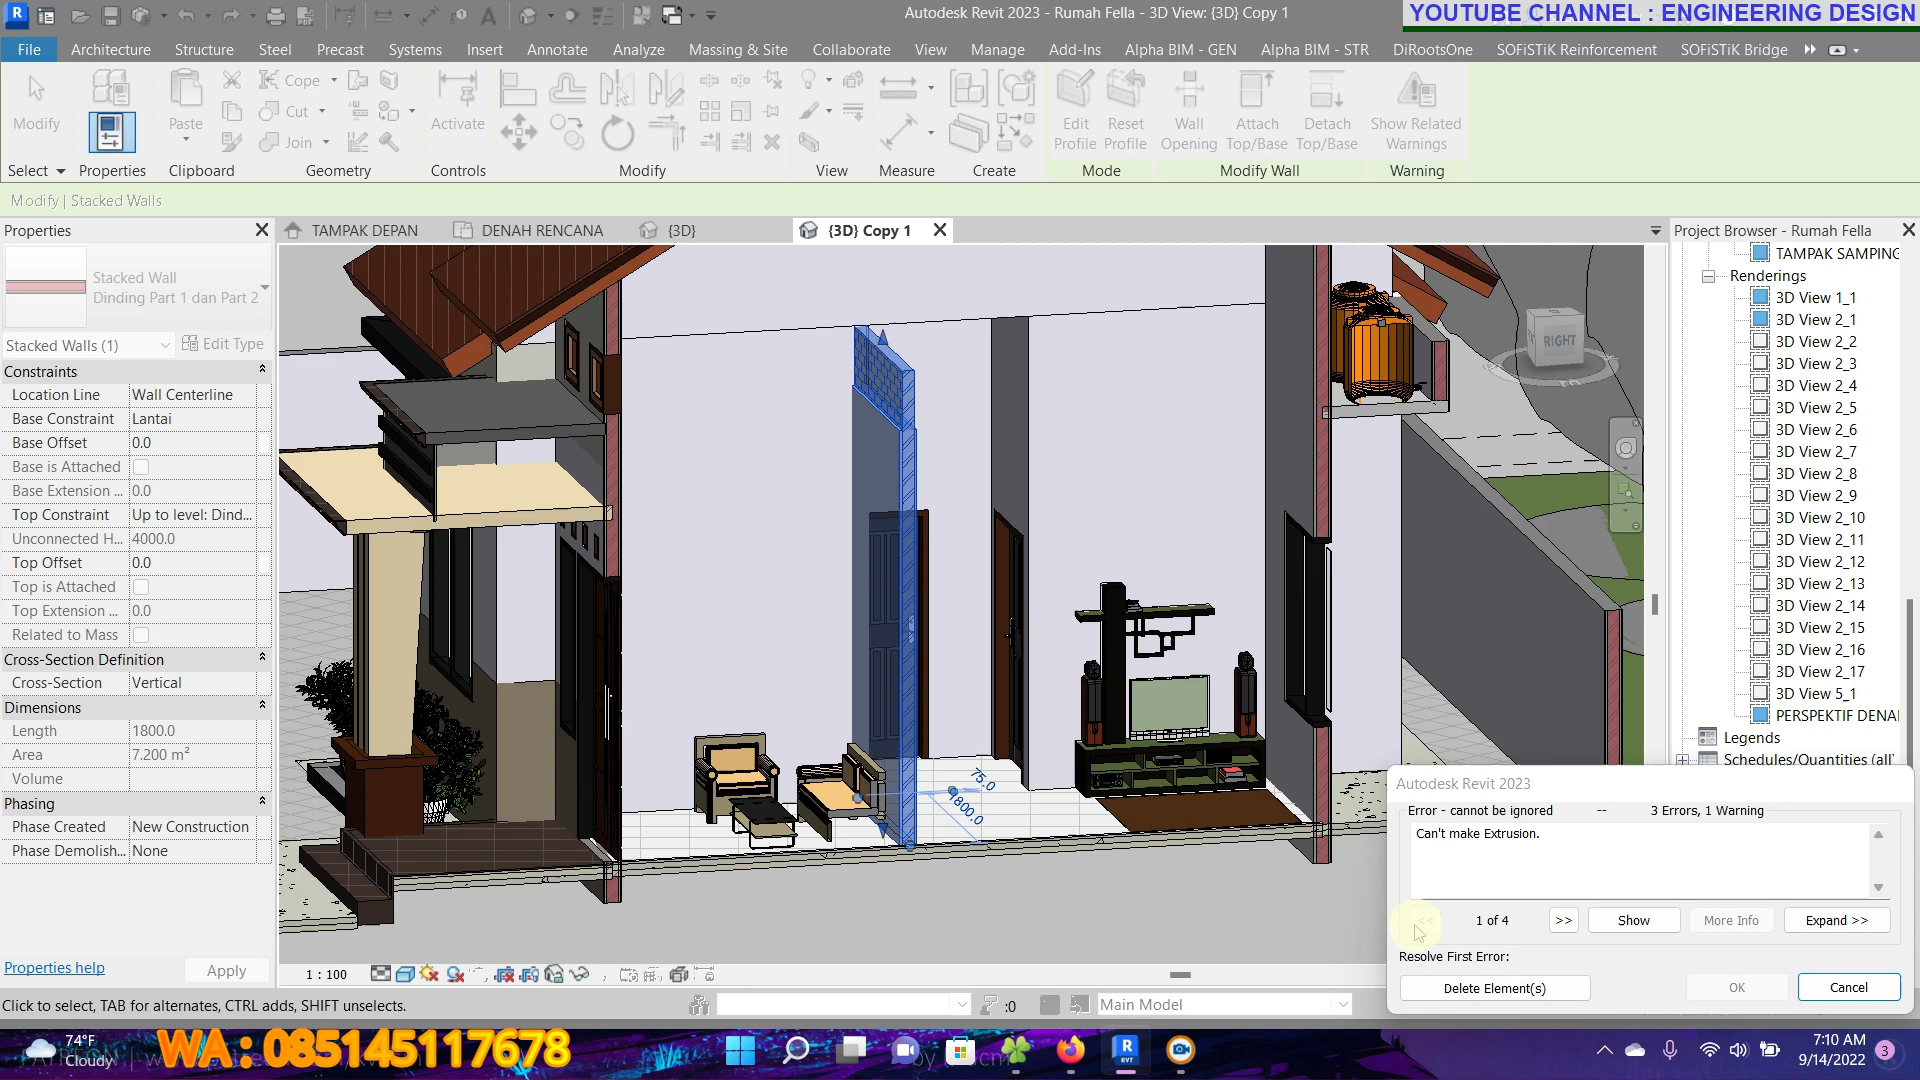 Autodesk Revit 2023 - Rumah Fella - 3D View: {3D} Copy 1
YOUTUBE CHANNEL : ENGINEERING DESIGN
File Architecture Structure Steel Precast Systems Insert Annotate Analyze Massing & Site Collaborate View Manage Add-Ins Alpha BIM - GEN Alpha BIM - STR DiRootsOne SOFiSTiK Reinforcement SOFiSTiK Bridge
Modify
Paste
Cope
Cut
Join
Activate
Edit Profile
Reset Profile
Wall Opening
Attach Top/Base
Detach Top/Base
Show Related Warnings
Select Properties Clipboard Geometry Controls Modify View Measure Create Mode Modify Wall Warning
Modify | Stacked Walls
Properties
TAMPAK DEPAN
DENAH RENCANA
{3D}
{3D} Copy 1
Project Browser - Rumah Fella
Stacked Wall
Dinding Part 1 dan Part 2
Stacked Walls (1)
Edit Type
Constraints
Location Line Wall Centerline
Base Constraint Lantai
Base Offset 0.0
Base is Attached
Base Extension ... 0.0
Top Constraint Up to level: Dind...
Unconnected H... 4000.0
Top Offset 0.0
Top is Attached
Top Extension ... 0.0
Related to Mass
Cross-Section Definition
Cross-Section Vertical
Dimensions
Length 1800.0
Area 7.200 m²
Volume
Phasing
Phase Created New Construction
Phase Demolish... None
Properties help
Apply
RIGHT
75.0
1800.0
TAMPAK SAMPING
Renderings
3D View 1_1
3D View 2_1
3D View 2_2
3D View 2_3
3D View 2_4
3D View 2_5
3D View 2_6
3D View 2_7
3D View 2_8
3D View 2_9
3D View 2_10
3D View 2_11
3D View 2_12
3D View 2_13
3D View 2_14
3D View 2_15
3D View 2_16
3D View 2_17
3D View 5_1
PERSPEKTIF DENA
Legends
Schedules/Quantities (all
Autodesk Revit 2023
Error - cannot be ignored -- 3 Errors, 1 Warning
Can't make Extrusion.
<< 1 of 4 >> Show More Info Expand >>
Resolve First Error:
Delete Element(s) OK Cancel
1 : 100
Click to select, TAB for alternates, CTRL adds, SHIFT unselects.
:0
Main Model
74°F
Cloudy
WA : 085145117678
7:10 AM
9/14/2022
3